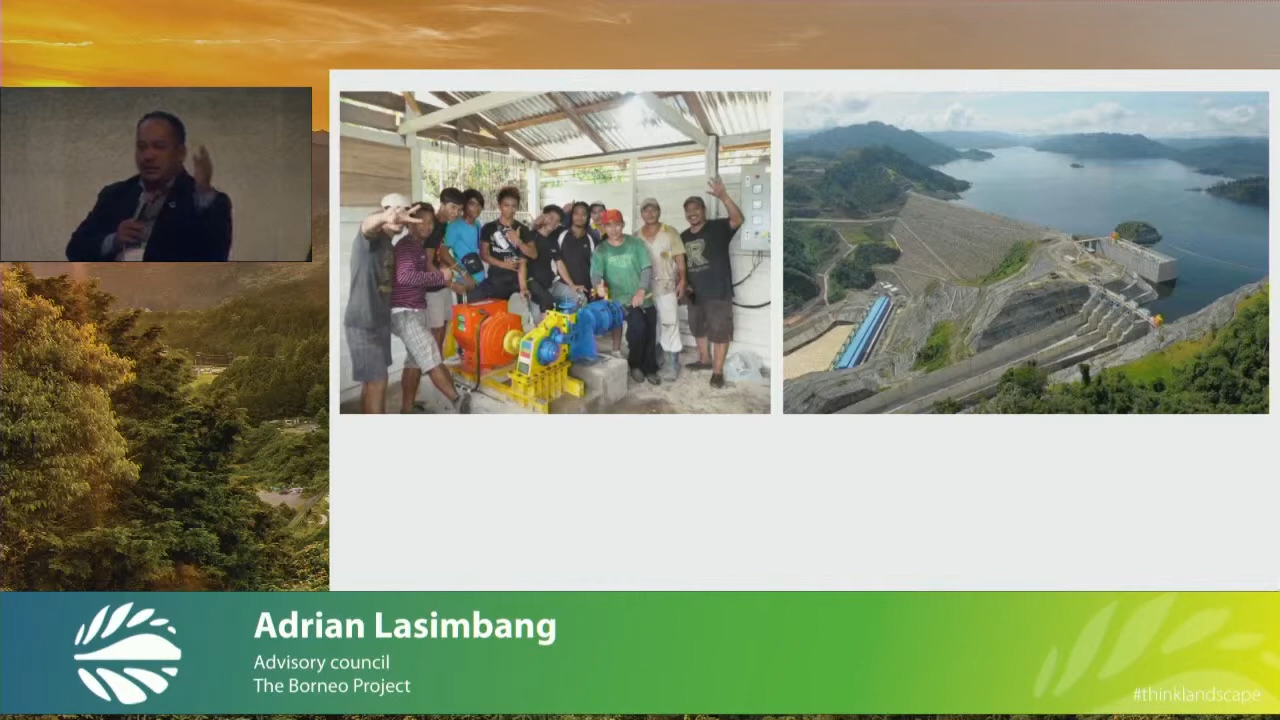 Adrian Lasimbang
Advisory council
The Borneo Project
#thinklandscape